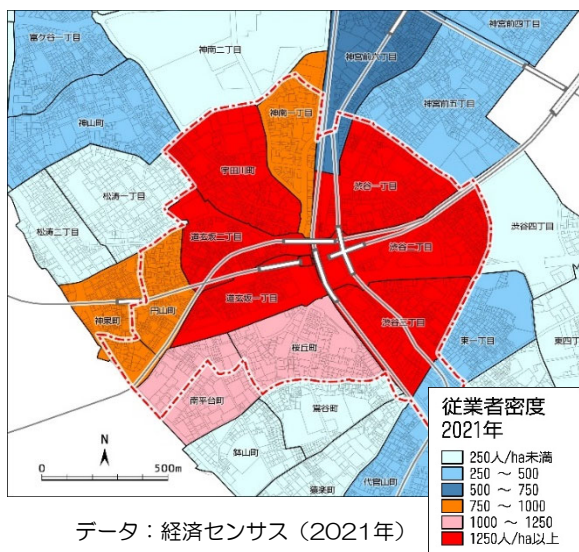 富ケ谷一丁目
神南二丁目
神宮前六丁目
神宮前四丁目
神山町
神南一丁目
神宮前五丁目
宇田川町
渋谷一丁目
松涛一丁目
松涛二丁目
道玄坂二丁目
渋谷二丁目
渋谷四丁目
円山町
神泉町
道玄坂一丁目
渋谷三丁目
東一丁目
東四丁
桜丘町
南平台町
鶯谷町
鉢山町
猿楽町
代官山町
N
0 500m
従業者密度
2021年
250人/ha未満
250 ～ 500
500 ～ 750
750 ～ 1000
1000 ～ 1250
1250人/ha以上
データ：経済センサス（2021年）